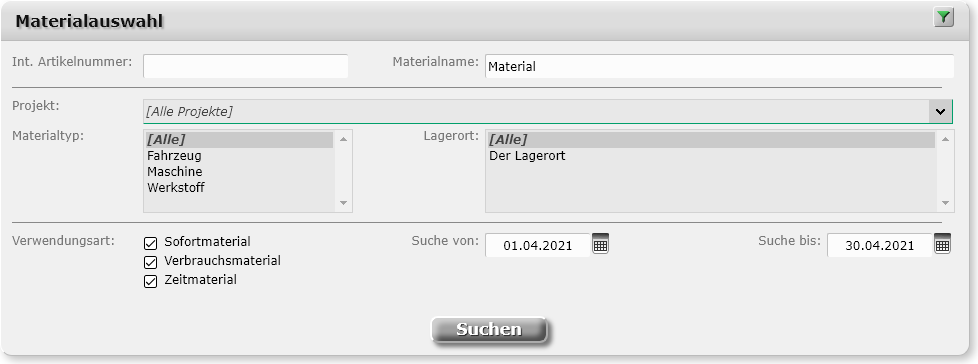 Materialauswahl
Int. Artikelnummer: Materialname: Material
Projekt: [Alle Projekte]
Materialtyp: [Alle] Lagerort: [Alle]
Fahrzeug Der Lagerort
Maschine
Werkstoff
Verwendungsart: Sofortmaterial Suche von: 01.04.2021 Suche bis: 30.04.2021
Verbrauchsmaterial
Zeitmaterial
Suchen